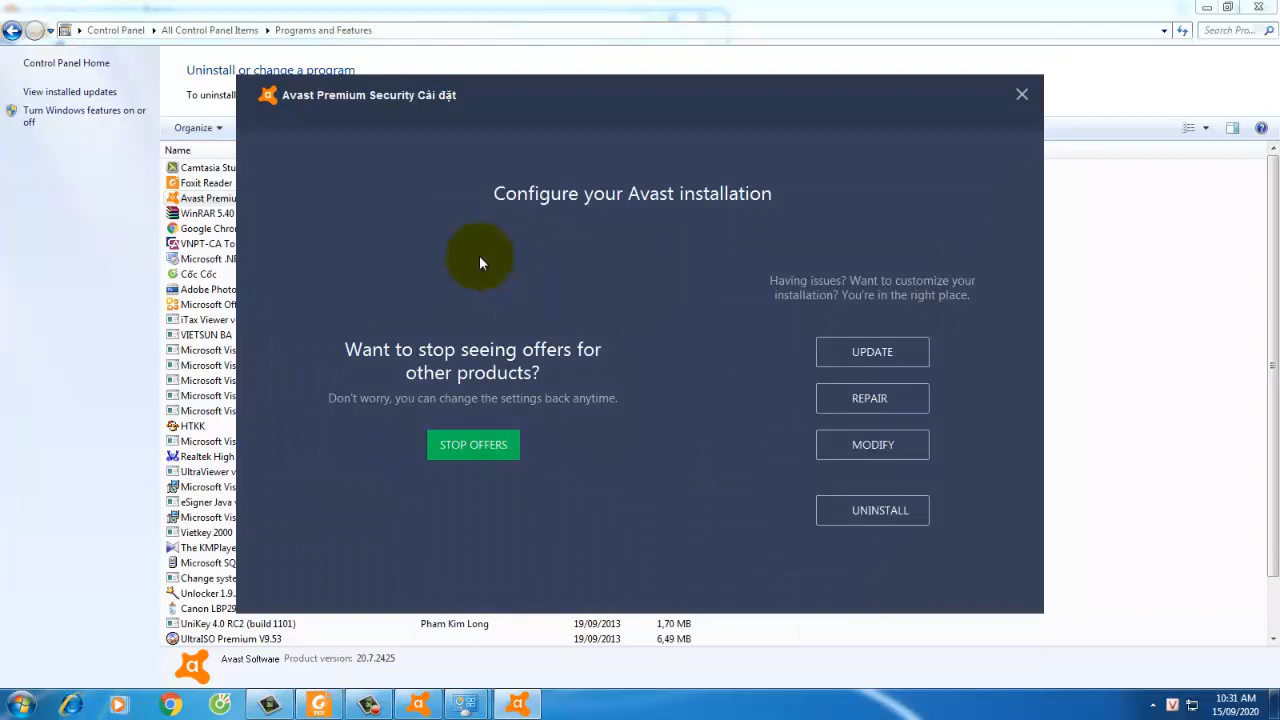 Control Panel
All Control Panel Items
Programs and Features
Search Pro...
Control Panel Home
View installed updates
Turn Windows features on or
off
Uninstall or change a program
To uninstal
Organize
Name
Avast Premium Security Cài đặt
Configure your Avast installation
Having issues? Want to customize your
installation? You're in the right place.
Want to stop seeing offers for
other products?
Don't worry, you can change the settings back anytime.
STOP OFFERS
UPDATE
REPAIR
MODIFY
UNINSTALL
Camtasia Stu
Foxit Reader
Avast Premiu
WinRAR 5.40
Google Chro
VNPT-CA To
Microsoft .NE
Cốc Cốc
Adobe Photo
Microsoft Off
iTax Viewer v
VIETSUN BA
Microsoft Vis
Microsoft Vis
Microsoft Vis
Microsoft Vis
HTKK
Microsoft Vis
Realtek High
UltraViewer v
Microsoft Vis
eSigner Java v
Microsoft Vis
Vietkey 2000
The KMPlaye
Microsoft SQ
Change syste
Unlocker 1.9.
Canon LBP29
UniKey 4.0 RC2 (build 1101) Pham Kim Long 19/09/2013 1,70 MB
UltraISO Premium V9.53 19/09/2013 6,49 MB
Avast Software Product version: 20.7.2425
10:31 AM
15/09/2020